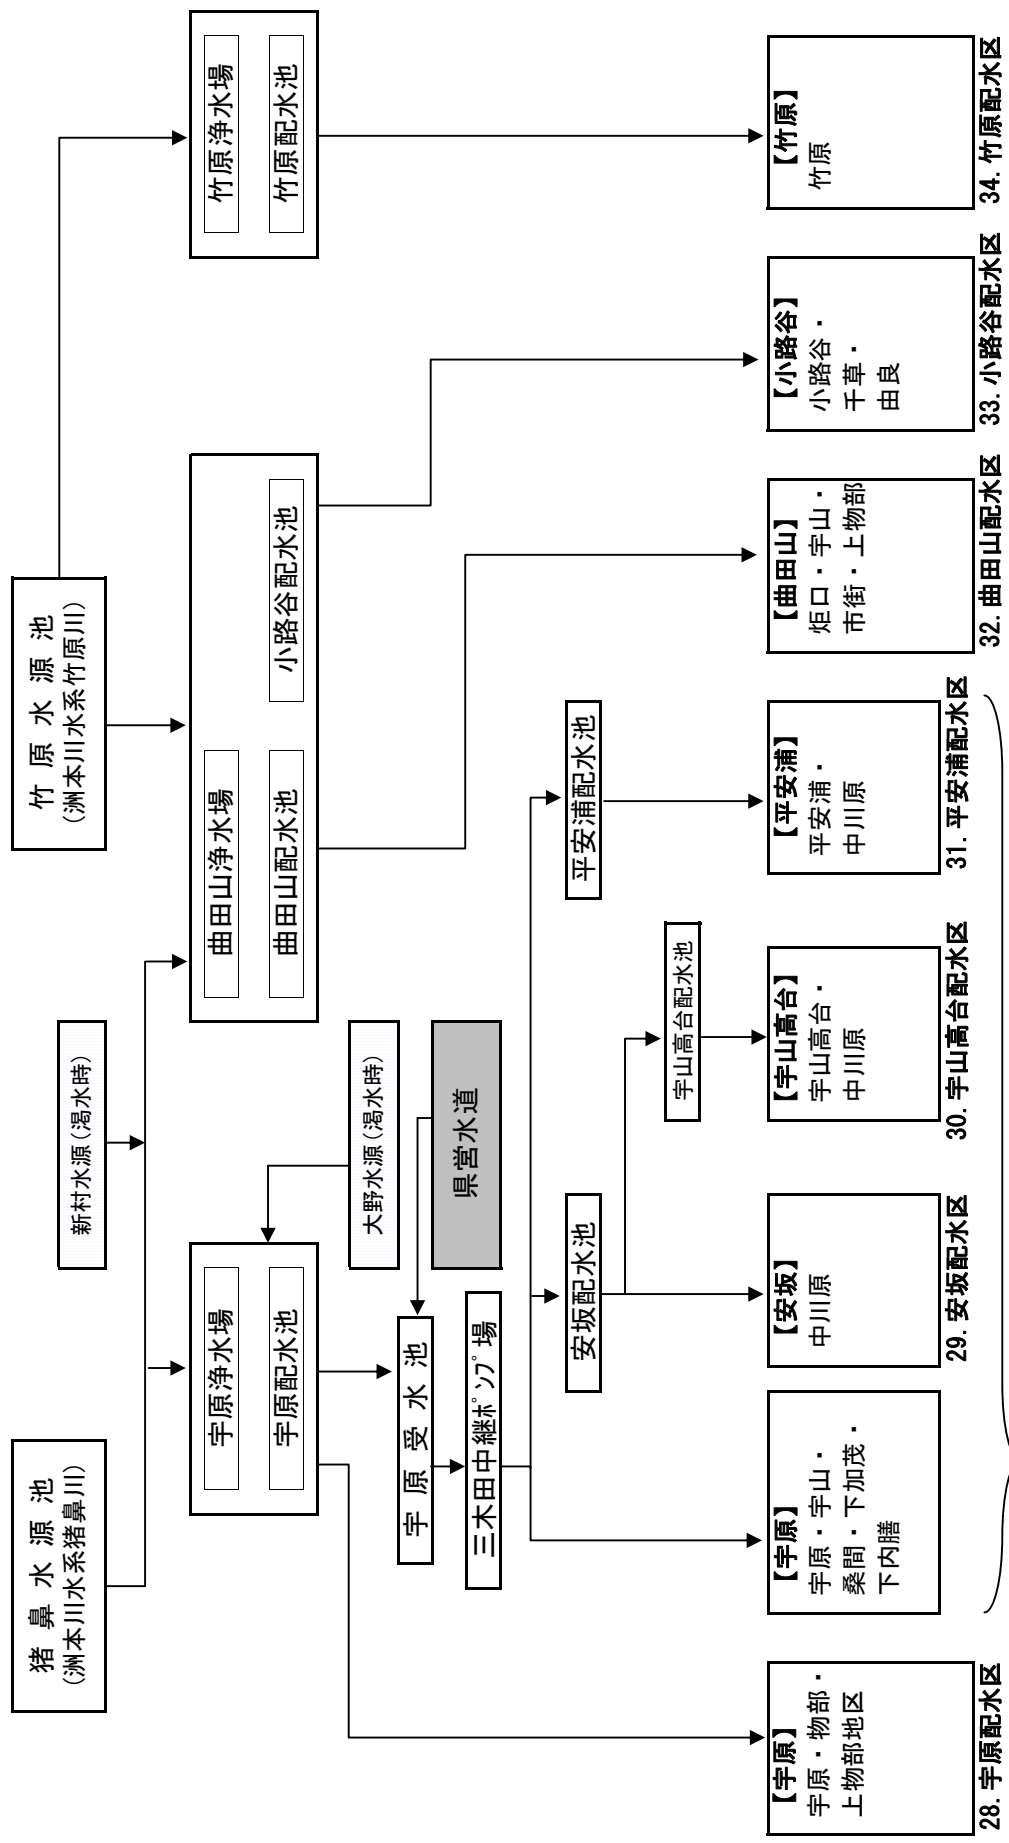 猪鼻水源池
(洲本川水系猪鼻川)
竹原水源池
(洲本川水系竹原川)
新村水源(渇水時)
宇原浄水場
宇原配水池
曲田山浄水場
曲田山配水池
小路谷配水池
竹原浄水場
竹原配水池
大野水源(渇水時)
宇原受水池
県営水道
三木田中継ポンプ場
安坂配水池
平安浦配水池
宇山高台配水池
【宇原】
宇原・物部・
上物部地区
28. 宇原配水区
【宇原】
宇原・宇山・
桑間・下加茂・
下内膳
【安坂】
中川原
29. 安坂配水区
【宇山高台】
宇山高台・
中川原
30. 宇山高台配水区
【平安浦】
平安浦・
中川原
31. 平安浦配水区
【曲田山】
炬口・宇山・
市街・上物部
32. 曲田山配水区
【小路谷】
小路谷・
千草・
由良
33. 小路谷配水区
【竹原】
竹原
34. 竹原配水区